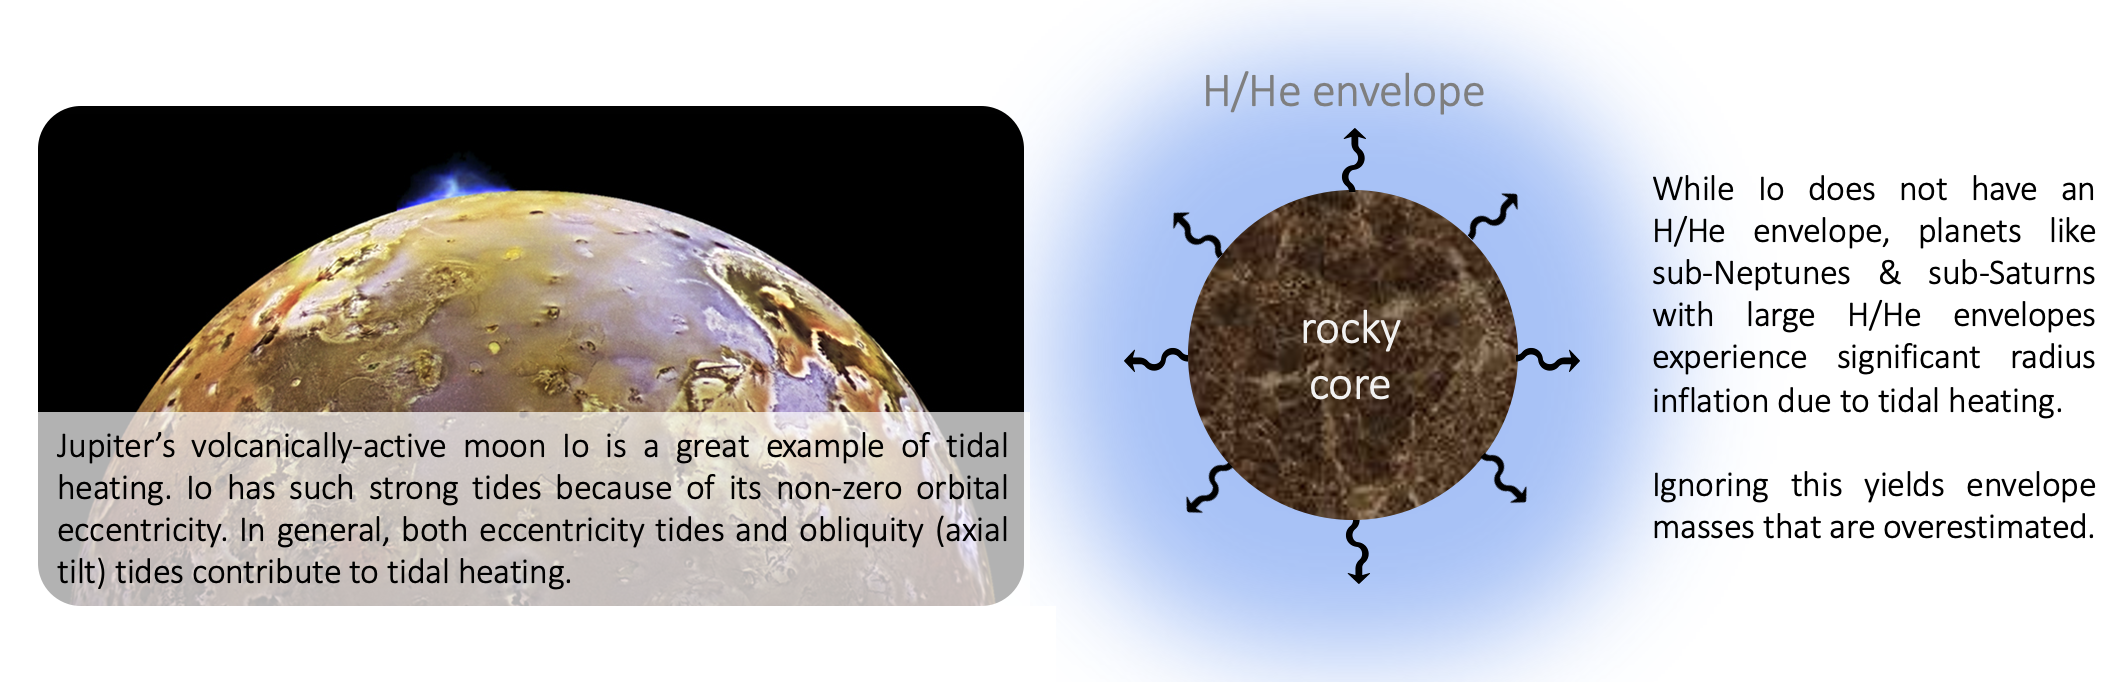 H/He envelope
rocky
core
Jupiter’s volcanically-active moon Io is a great example of tidal
heating. Io has such strong tides because of its non-zero orbital
eccentricity. In general, both eccentricity tides and obliquity (axial
tilt) tides contribute to tidal heating.
While Io does not have an
H/He envelope, planets like
sub-Neptunes & sub-Saturns
with large H/He envelopes
experience significant radius
inflation due to tidal heating.
Ignoring this yields envelope
masses that are overestimated.